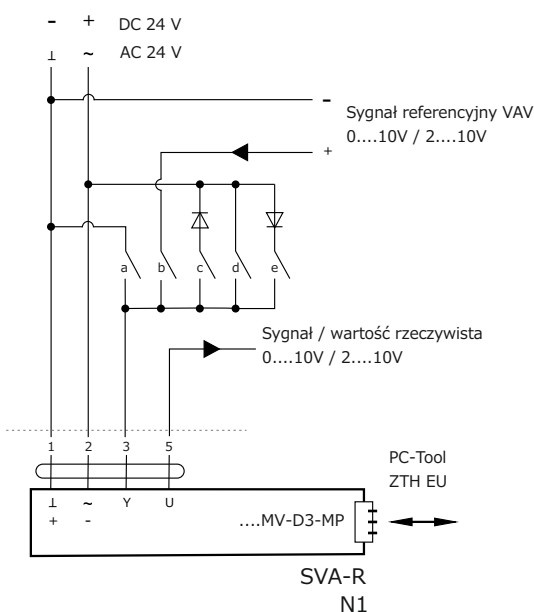 - + DC 24 V
⊥ ~ AC 24 V
-
Sygnał referencyjny VAV
0....10V / 2....10V
+
a b c d e
Sygnał / wartość rzeczywista
0....10V / 2....10V
1 2 3 5
PC-Tool
ZTH EU
⊥ ~ Y U
+ -
....MV-D3-MP
SVA-R
N1